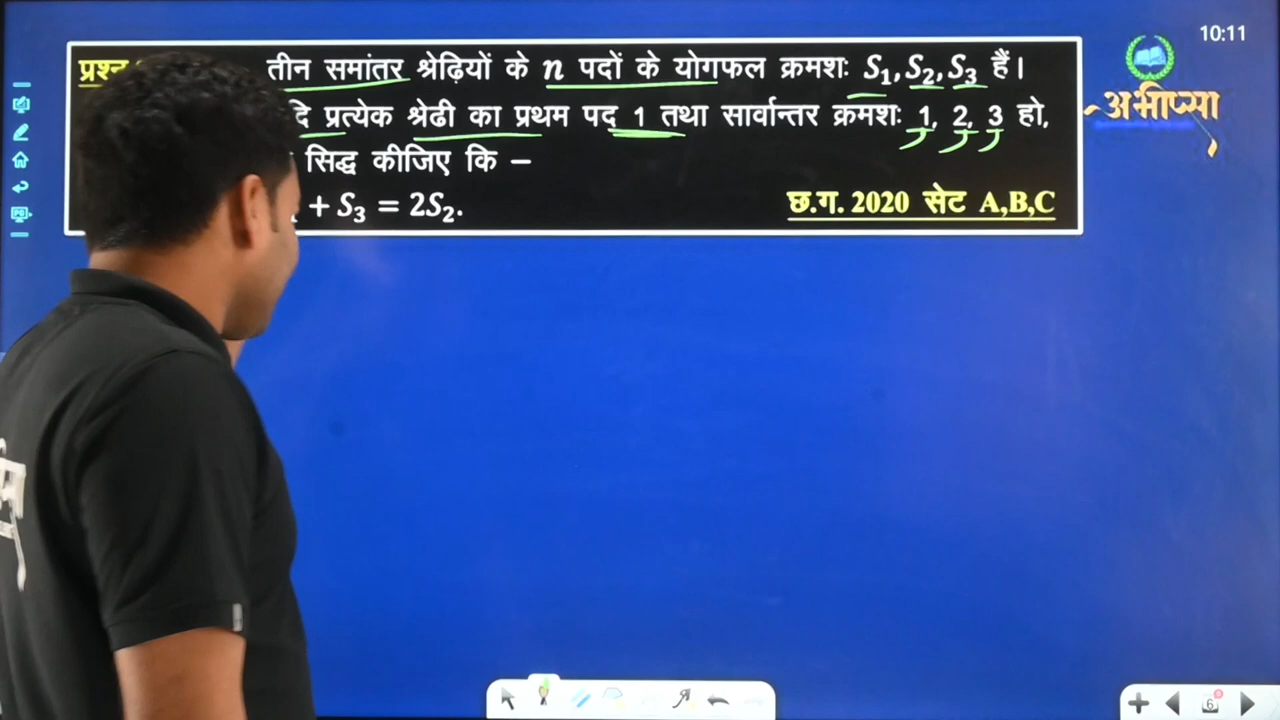 10:11
तीन समांतर श्रेढ़ियों के n पदों के योगफल क्रमशः S₁, S₂, S₃ हैं।
प्रत्येक श्रेढी का प्रथम पद 1 तथा सार्वान्तर क्रमशः 1, 2, 3 हो,
सिद्ध कीजिए कि –
+ S₃ = 2S₂.
छ.ग. 2020 सेट A,B,C
अभीप्सा
6